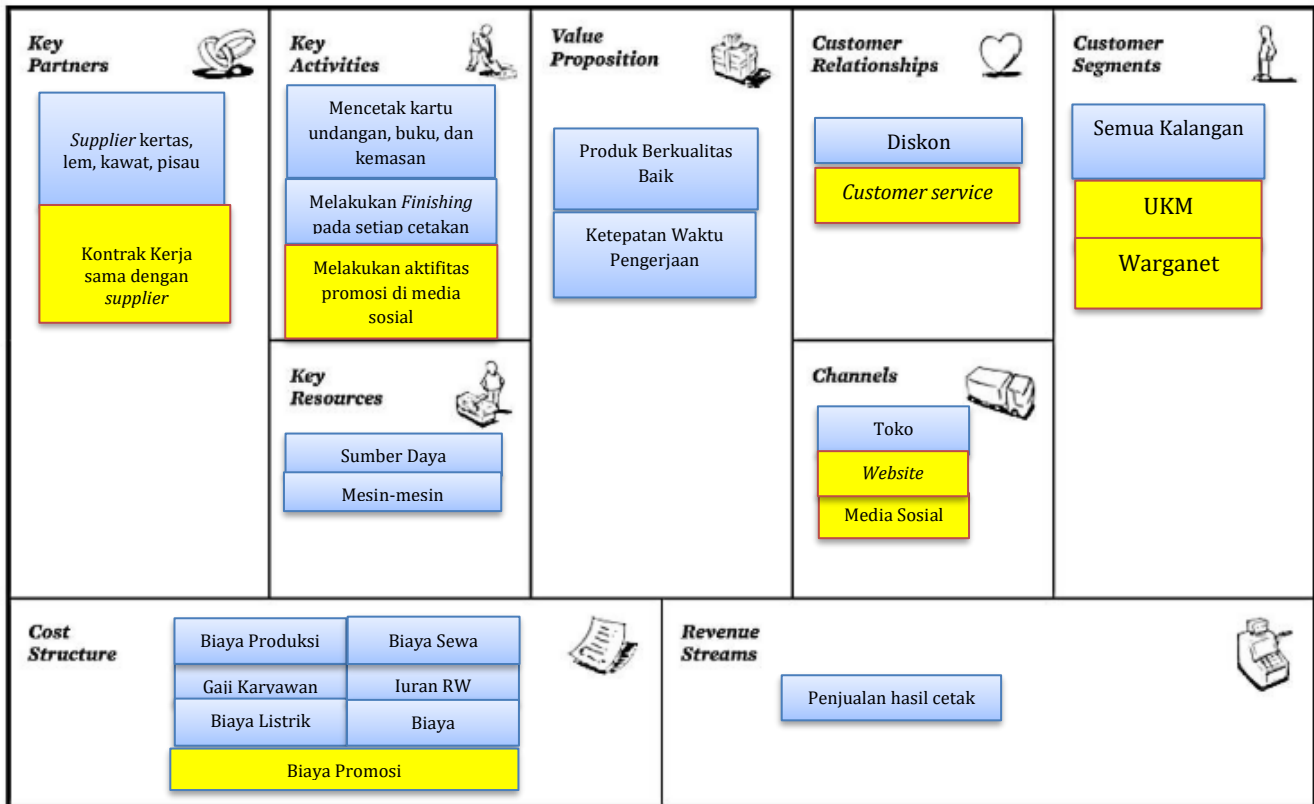 Key
Partners
Supplier kertas,
lem, kawat, pisau
Kontrak Kerja
sama dengan
supplier
Key
Activities
Mencetak kartu
undangan, buku, dan
kemasan
Melakukan Finishing
pada setiap cetakan
Melakukan aktifitas
promosi di media
sosial
Key
Resources
Sumber Daya
Mesin-mesin
Value
Proposition
Produk Berkualitas
Baik
Ketepatan Waktu
Pengerjaan
Customer
Relationships
Diskon
Customer service
Channels
Toko
Website
Media Sosial
Customer
Segments
Semua Kalangan
UKM
Warganet
Cost
Structure
Biaya Produksi
Biaya Sewa
Gaji Karyawan
Iuran RW
Biaya Listrik
Biaya
Biaya Promosi
Revenue
Streams
Penjualan hasil cetak